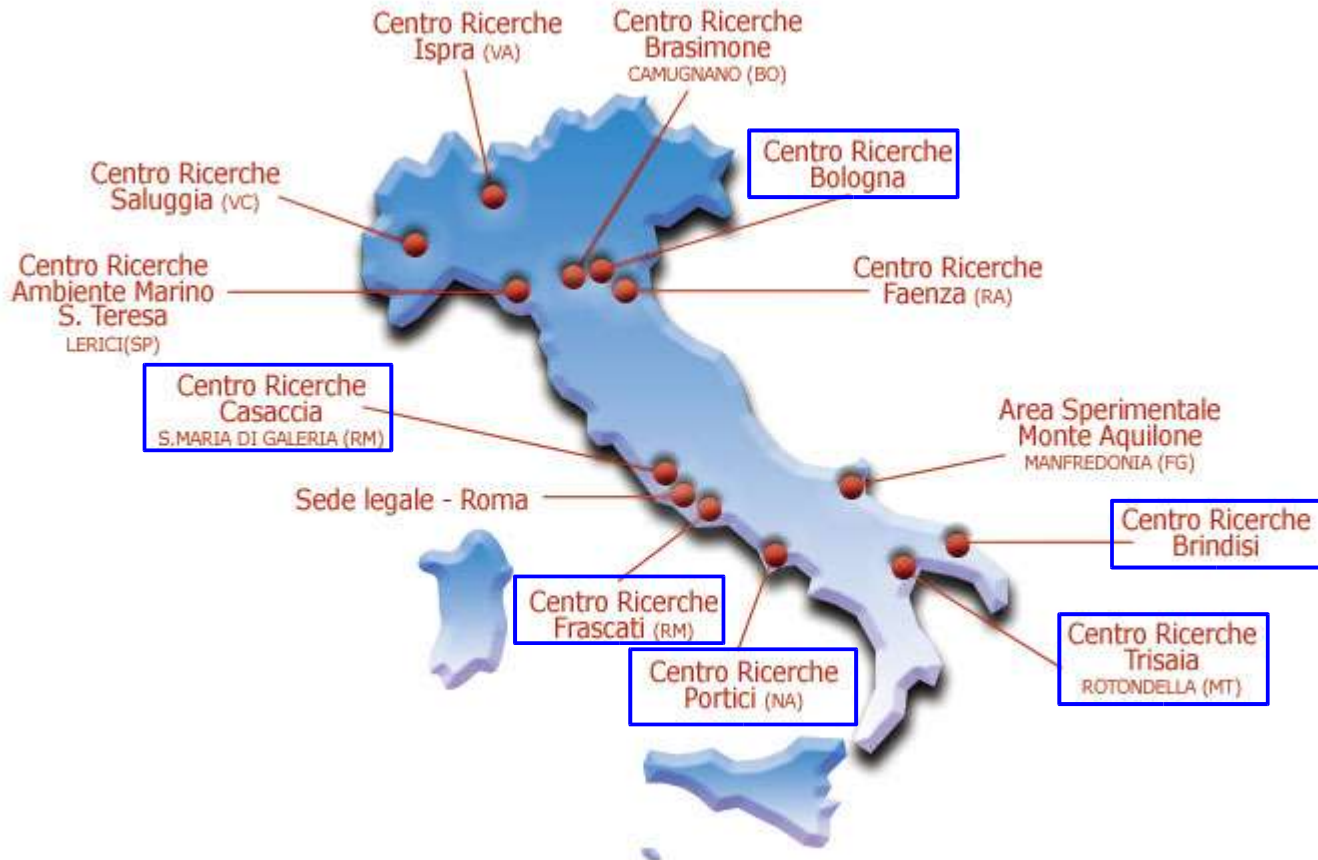 Centro Ricerche
Ispra (VA)
Centro Ricerche
Brasimone
CAMUGNANO (BO)
Centro Ricerche
Bologna
Centro Ricerche
Saluggia (VC)
Centro Ricerche
Ambiente Marino
S. Teresa
LERICI(SP)
Centro Ricerche
Faenza (RA)
Centro Ricerche
Casaccia
S.MARIA DI GALERIA (RM)
Area Sperimentale
Monte Aquilone
MANFREDONIA (FG)
Sede legale - Roma
Centro Ricerche
Brindisi
Centro Ricerche
Frascati (RM)
Centro Ricerche
Trisaia
ROTONDELLA (MT)
Centro Ricerche
Portici (NA)